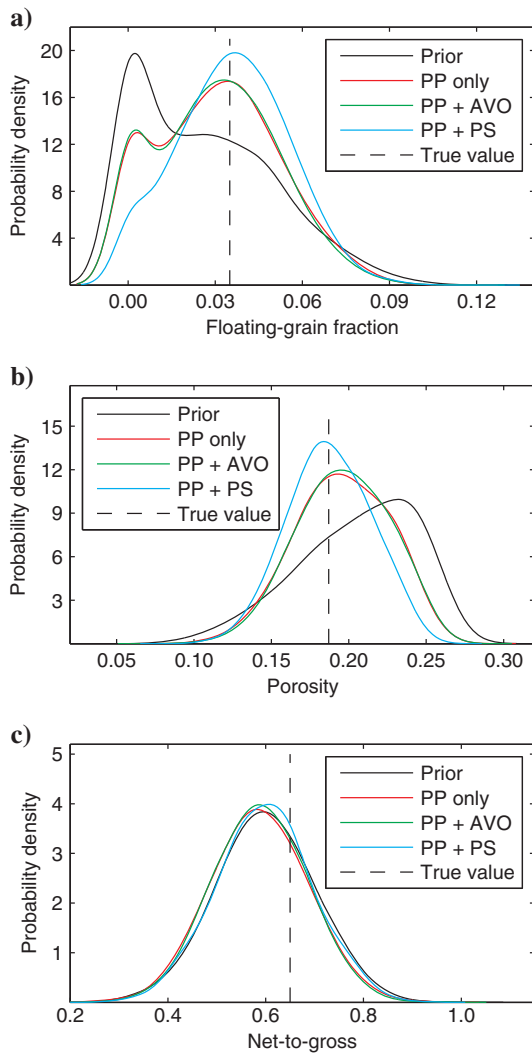 a)
20
16
12
8
4
Probability density
Prior
PP only
PP + AVO
PP + PS
True value
0.00 0.03 0.06 0.09 0.12
Floating-grain fraction
b)
15
12
9
6
3
Probability density
Prior
PP only
PP + AVO
PP + PS
True value
0.05 0.10 0.15 0.20 0.25 0.30
Porosity
c)
5
4
3
2
1
Probability density
Prior
PP only
PP + AVO
PP + PS
True value
0.2 0.4 0.6 0.8 1.0
Net-to-gross